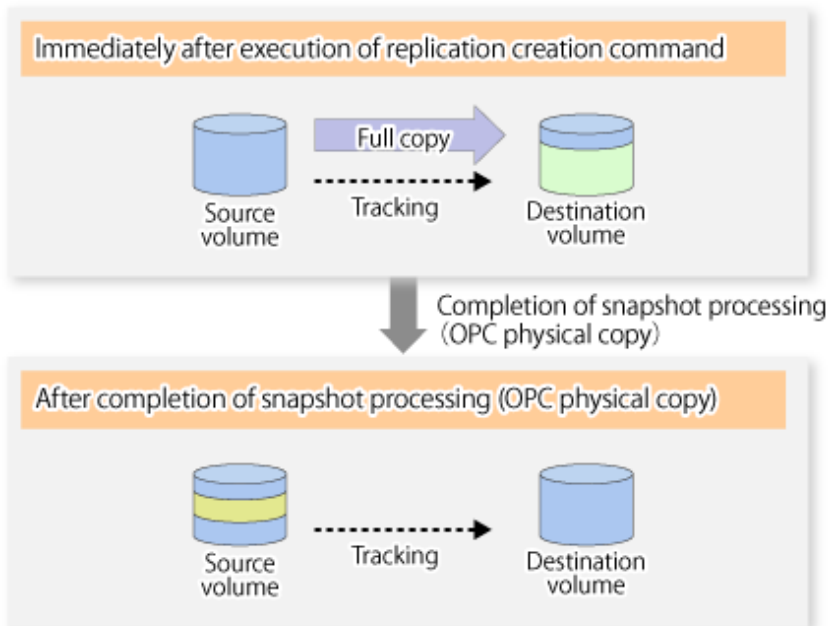 Immediately after execution of replication creation command
Full copy
Tracking
Source
volume
Destination
volume
Completion of snapshot processing
(OPC physical copy)
After completion of snapshot processing (OPC physical copy)
Tracking
Source
volume
Destination
volume